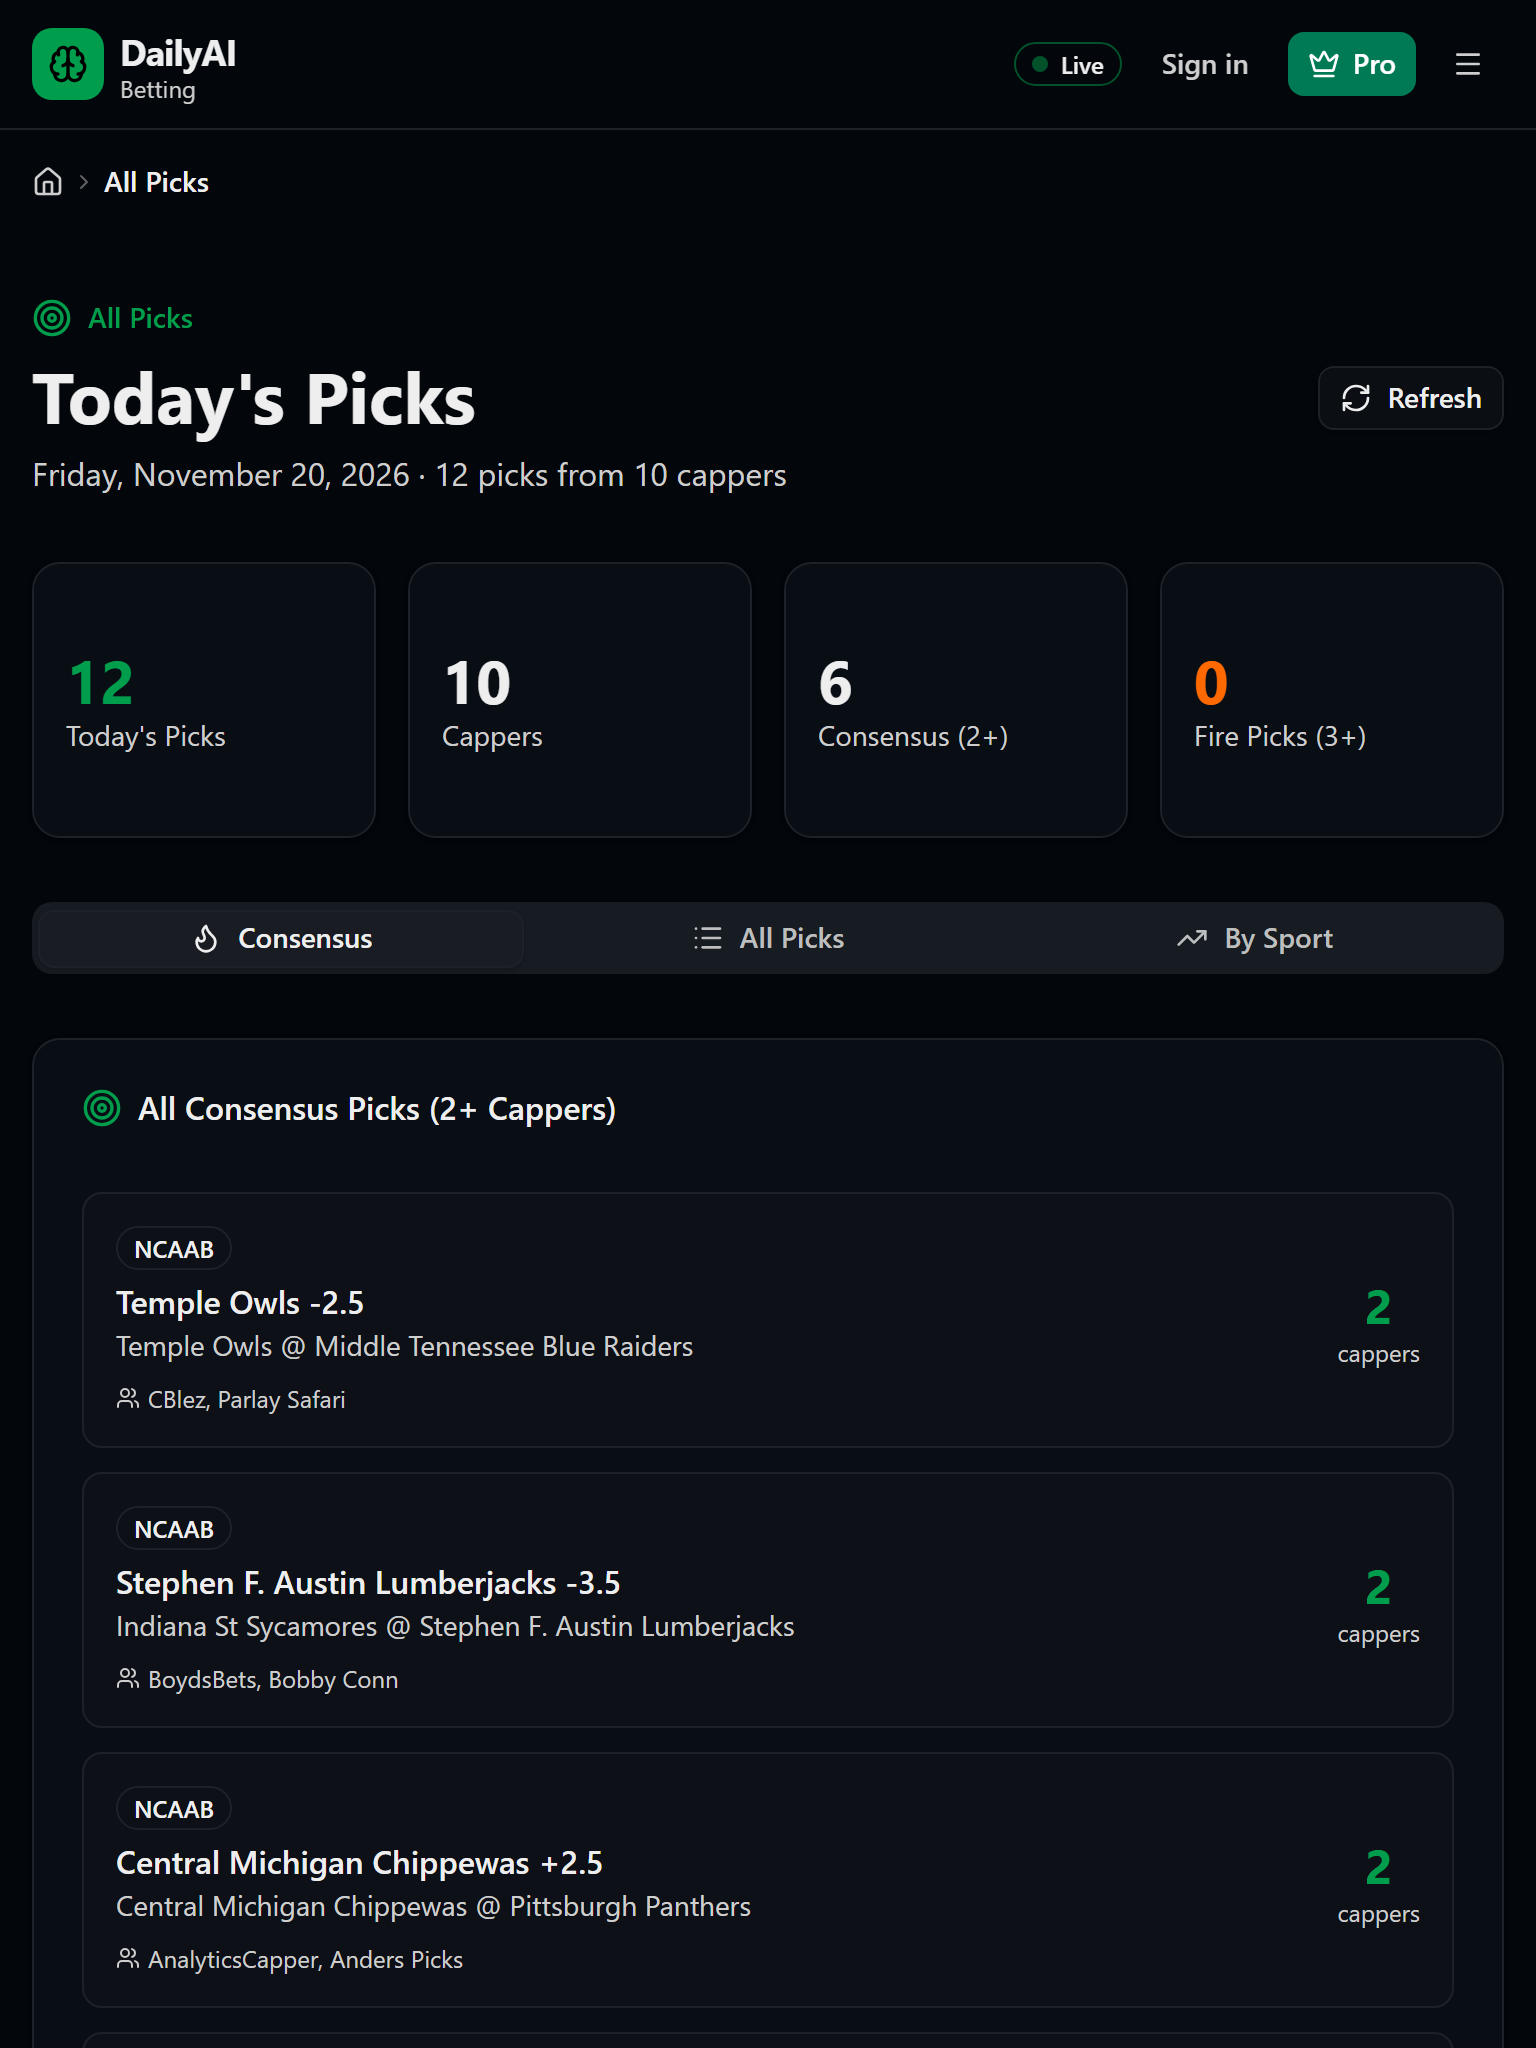 DailyAI
Betting
Live
Sign in
Pro
All Picks
All Picks
Today's Picks
Refresh
Friday, November 20, 2026 · 12 picks from 10 cappers
12
Today's Picks
10
Cappers
6
Consensus (2+)
0
Fire Picks (3+)
Consensus
All Picks
By Sport
All Consensus Picks (2+ Cappers)
NCAAB
Temple Owls -2.5
Temple Owls @ Middle Tennessee Blue Raiders
CBlez, Parlay Safari
2
cappers
NCAAB
Stephen F. Austin Lumberjacks -3.5
Indiana St Sycamores @ Stephen F. Austin Lumberjacks
BoydsBets, Bobby Conn
2
cappers
NCAAB
Central Michigan Chippewas +2.5
Central Michigan Chippewas @ Pittsburgh Panthers
AnalyticsCapper, Anders Picks
2
cappers